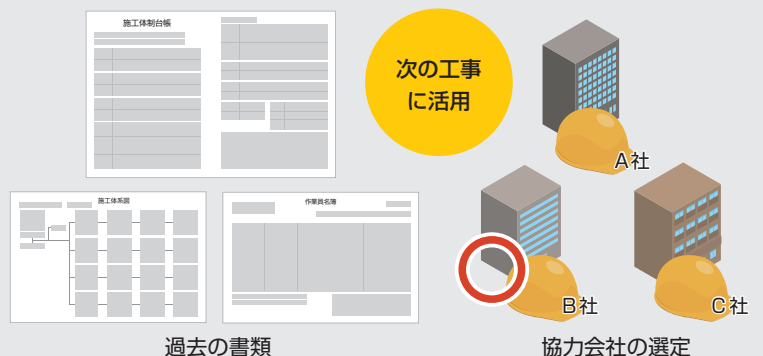 施工体制台帳
次の工事
に活用
A社
施工体系図
作業員名簿
B社
C社
過去の書類
協力会社の選定